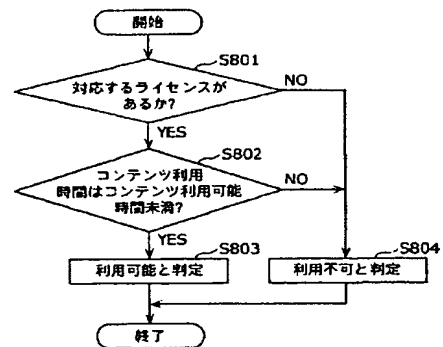 開始
S801
対応するライセンスが
あるか?
NO
YES
S802
コンテンツ利用
時間はコンテンツ利用可能
時間未満?
NO
YES
S803
利用可能と判定
S804
利用不可と判定
終了